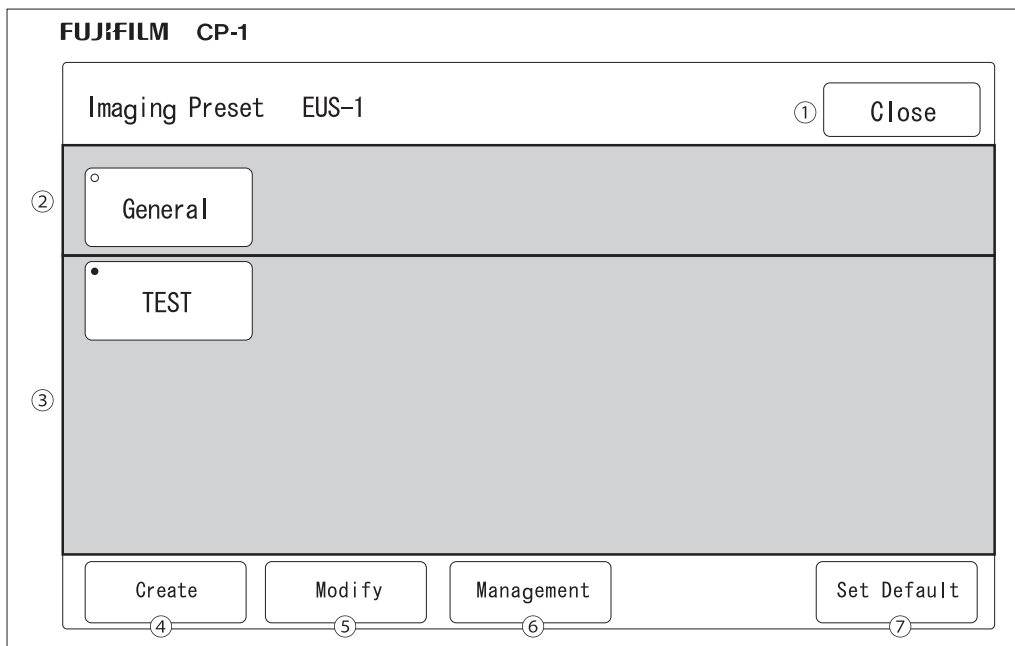 FUJIFILM CP-1
Imaging Preset EUS-1
① Close
② General
TEST
③
Create Modify Management Set Default
④ ⑤ ⑥ ⑦